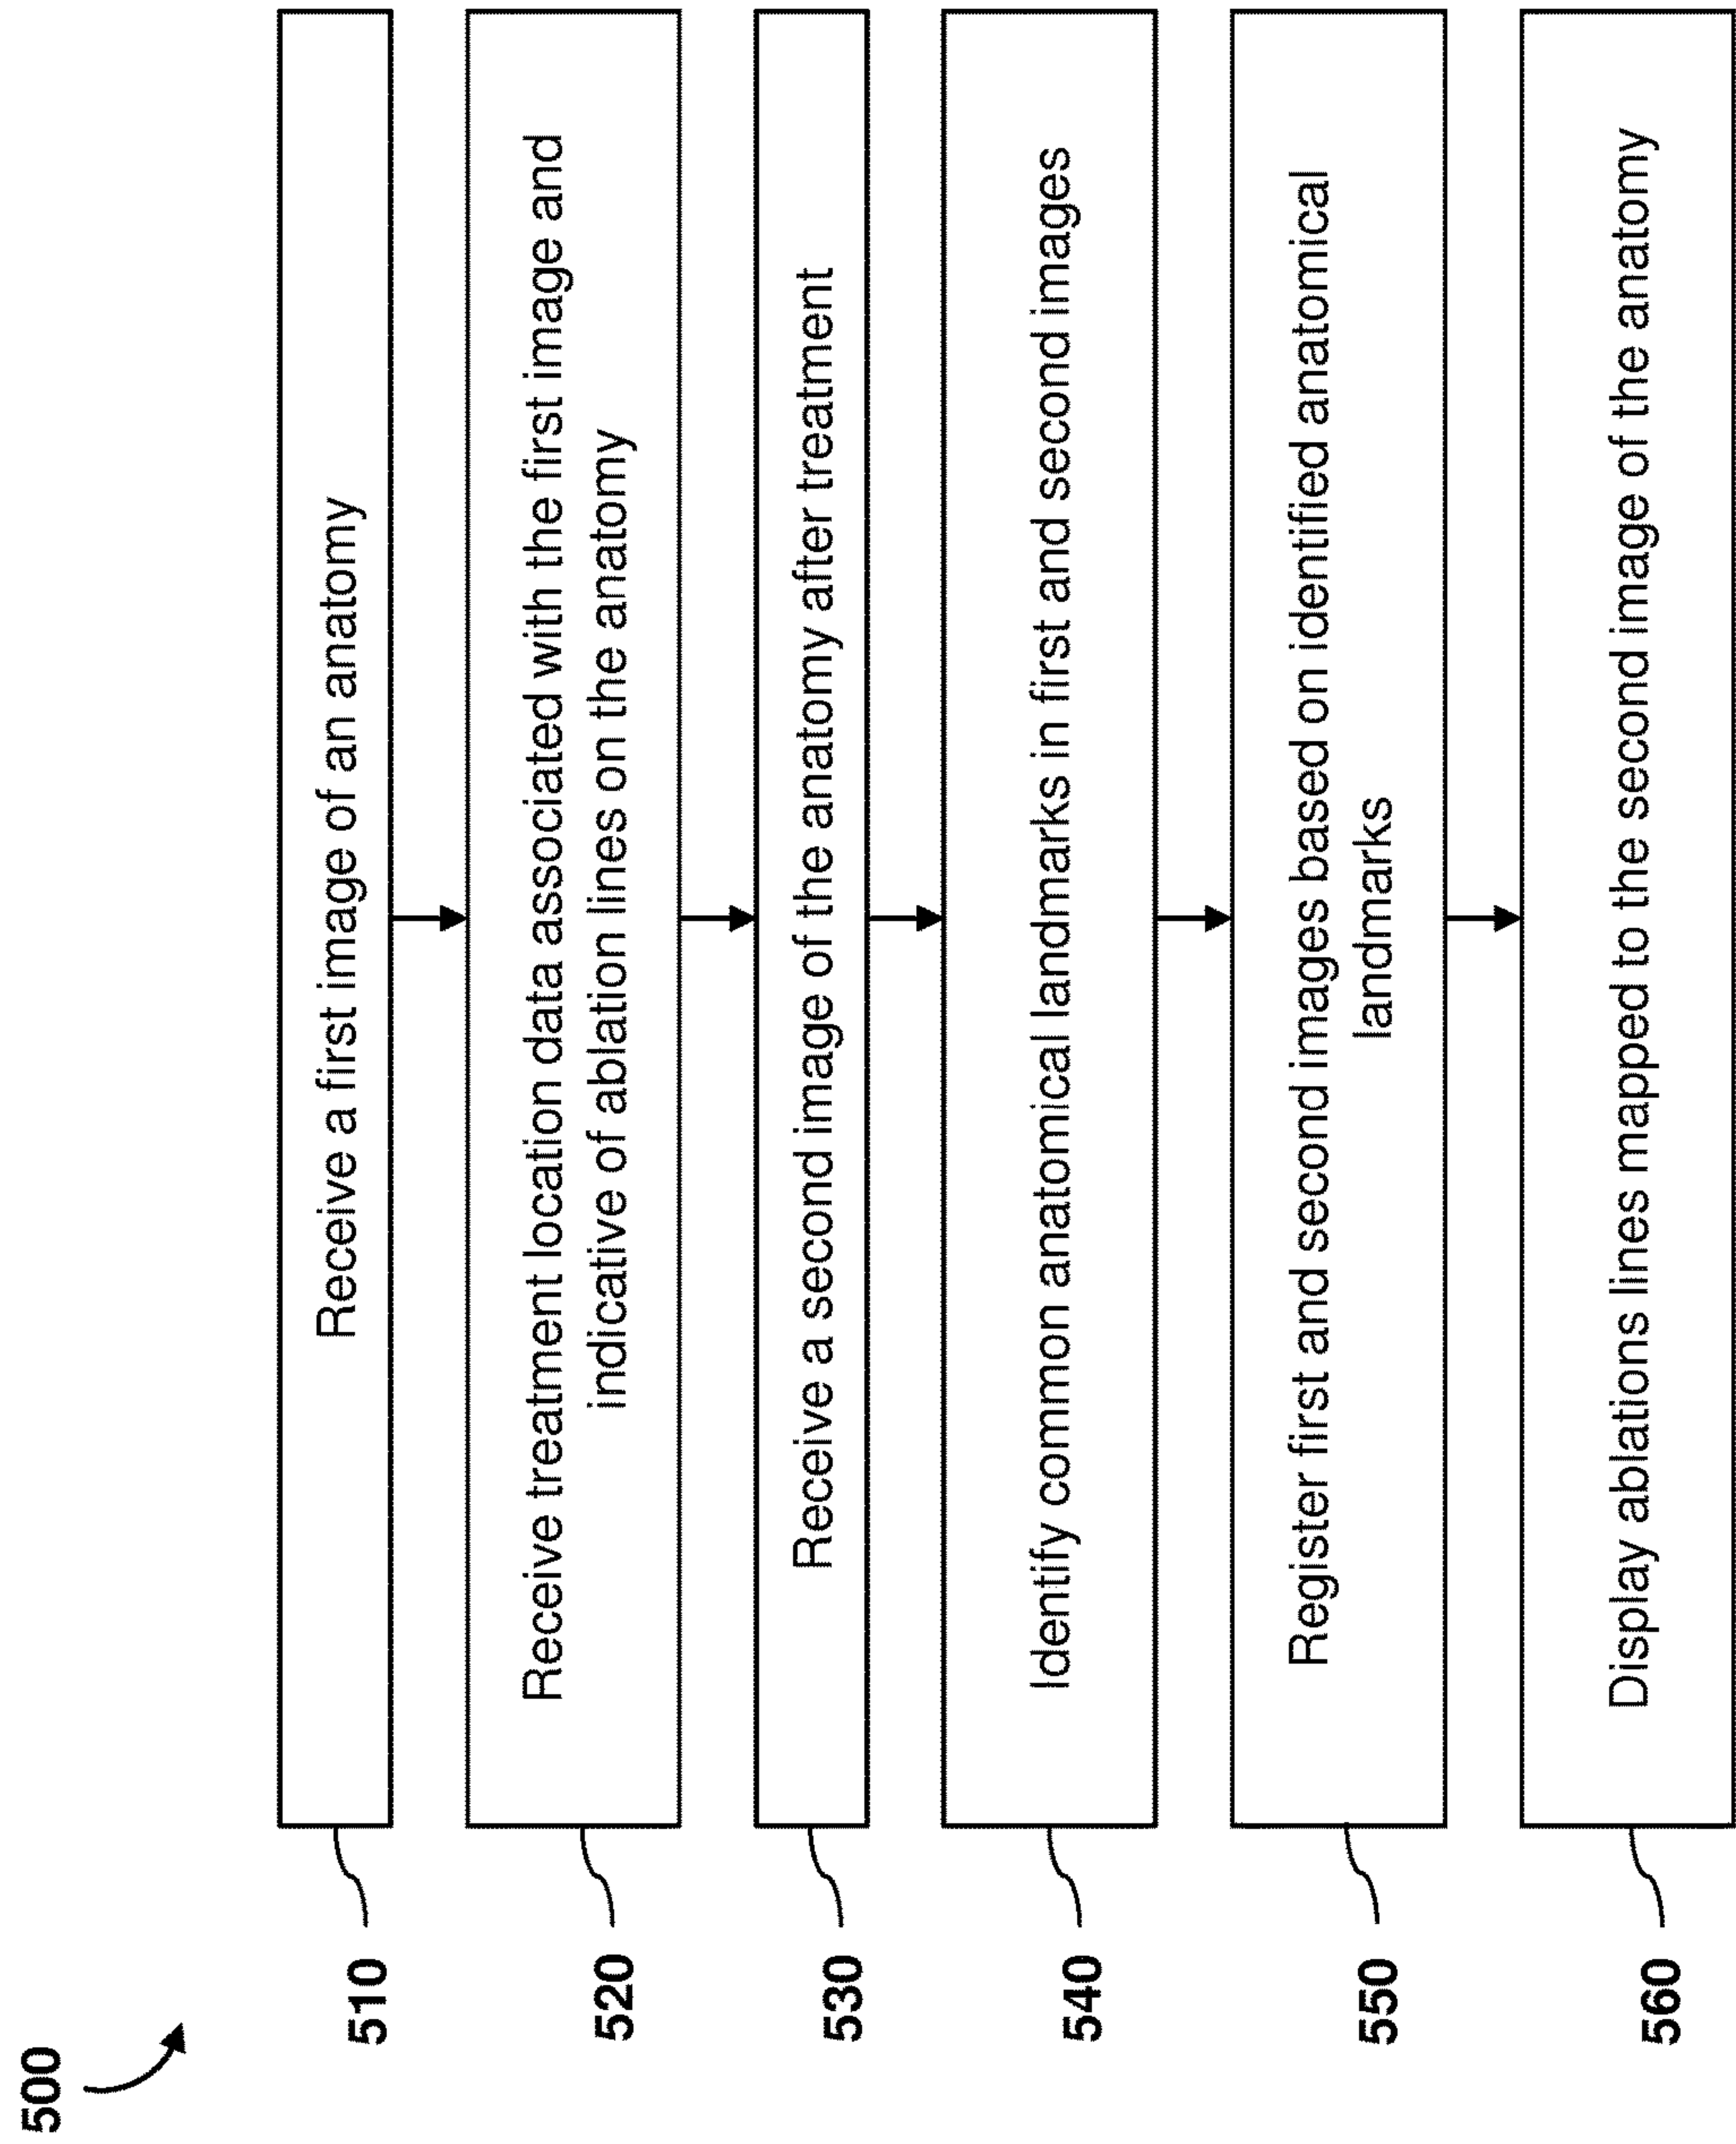 500
510
Receive a first image of an anatomy
520
Receive treatment location data associated with the first image and
indicative of ablation lines on the anatomy
530
Receive a second image of the anatomy after treatment
540
Identify common anatomical landmarks in first and second images
550
Register first and second images based on identified anatomical
landmarks
560
Display ablations lines mapped to the second image of the anatomy